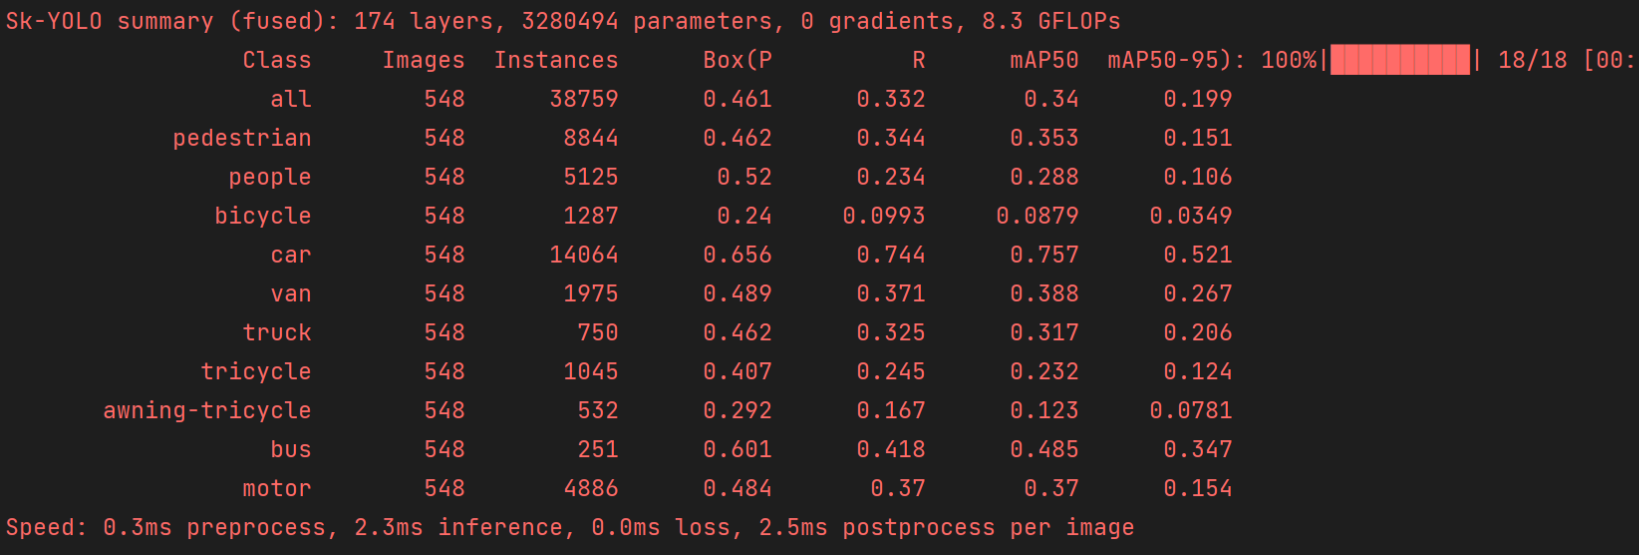 Sk-YOLO summary (fused): 174 layers, 3280494 parameters, 0 gradients, 8.3 GFLOPs
Class Images Instances Box(P R mAP50 mAP50-95): 100%|██████████| 18/18 [00:
all 548 38759 0.461 0.332 0.34 0.199
pedestrian 548 8844 0.462 0.344 0.353 0.151
people 548 5125 0.52 0.234 0.288 0.106
bicycle 548 1287 0.24 0.0993 0.0879 0.0349
car 548 14064 0.656 0.744 0.757 0.521
van 548 1975 0.489 0.371 0.388 0.267
truck 548 750 0.462 0.325 0.317 0.206
tricycle 548 1045 0.407 0.245 0.232 0.124
awning-tricycle 548 532 0.292 0.167 0.123 0.0781
bus 548 251 0.601 0.418 0.485 0.347
motor 548 4886 0.484 0.37 0.37 0.154
Speed: 0.3ms preprocess, 2.3ms inference, 0.0ms loss, 2.5ms postprocess per image